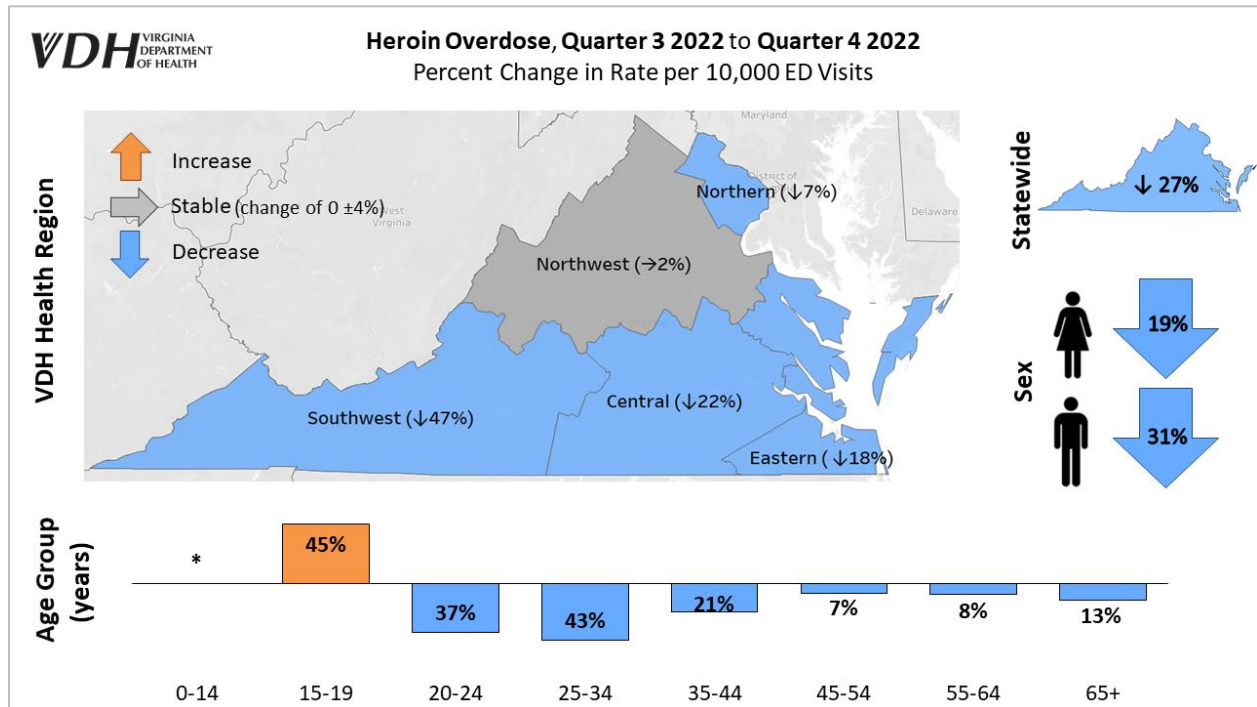 VDH VIRGINIA
DEPARTMENT
OF HEALTH
Heroin Overdose, Quarter 3 2022 to Quarter 4 2022
Percent Change in Rate per 10,000 ED Visits
VDH Health Region
Increase
Stable (change of 0 ±4%)
Decrease
West
Virginia
Maryland
District of
Delaware
Northern (↓7%)
Northwest (→2%)
Southwest (↓47%)
Central (↓22%)
Eastern ( ↓18%)
Statewide
↓ 27%
Sex
19%
31%
Age Group
(years)
*
45%
37%
43%
21%
7%
8%
13%
0-14
15-19
20-24
25-34
35-44
45-54
55-64
65+